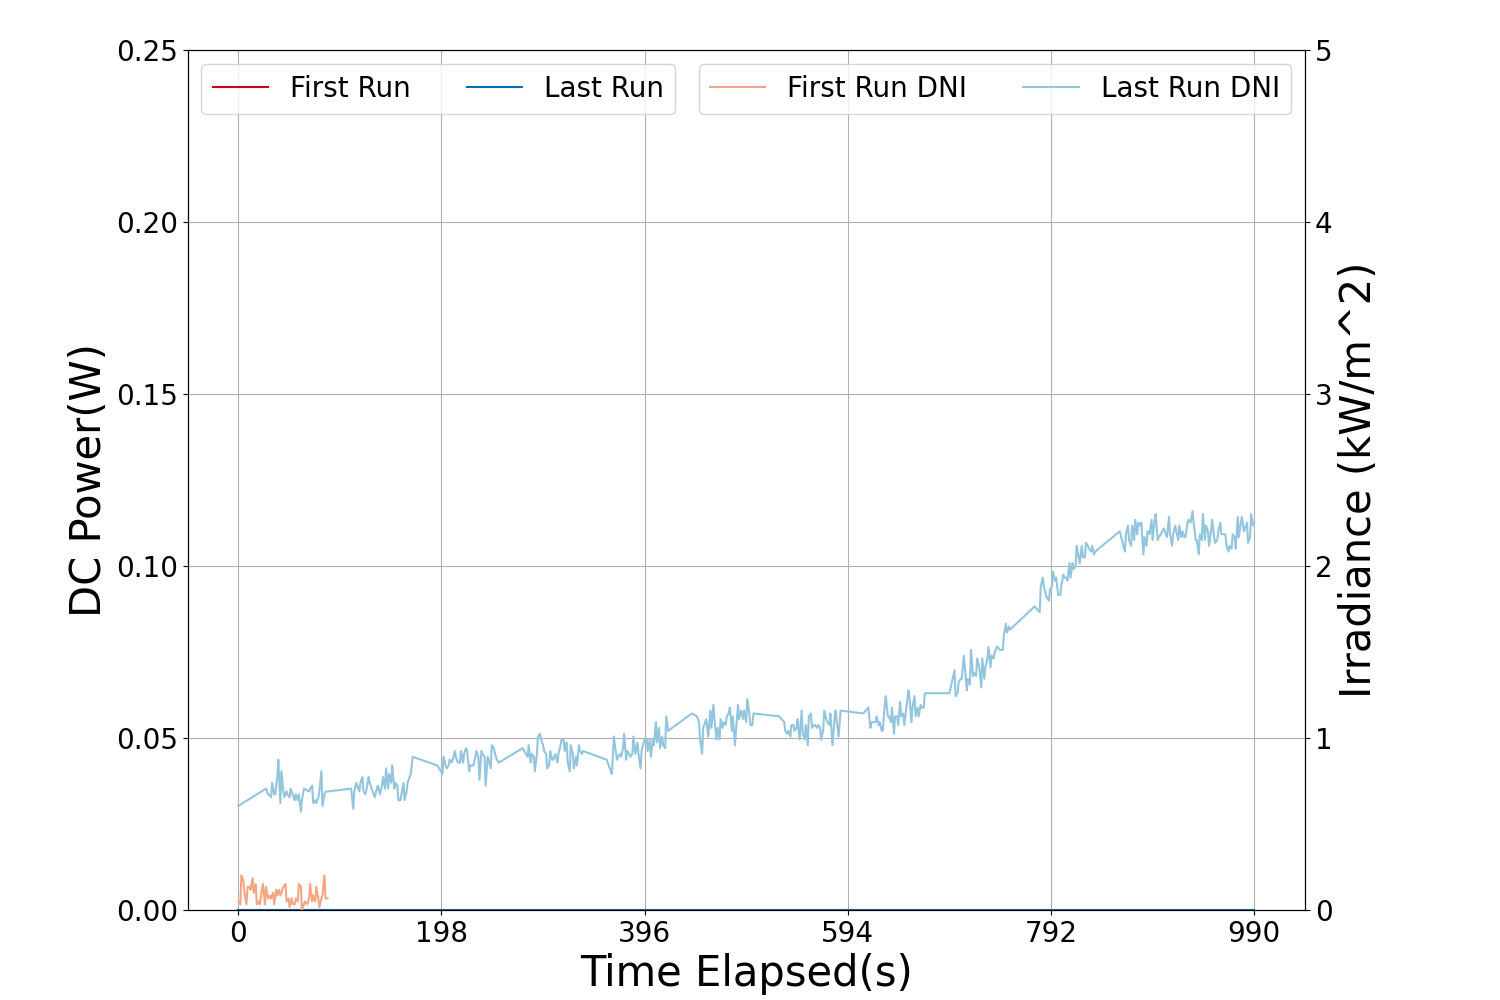 First Run
Last Run
First Run DNI
Last Run DNI
DC Power(W)
0.25
0.20
0.15
0.10
0.05
0.00
5
4
3
2
1
0
Irradiance (kW/m^2)
0 198 396 594 792 990
Time Elapsed(s)